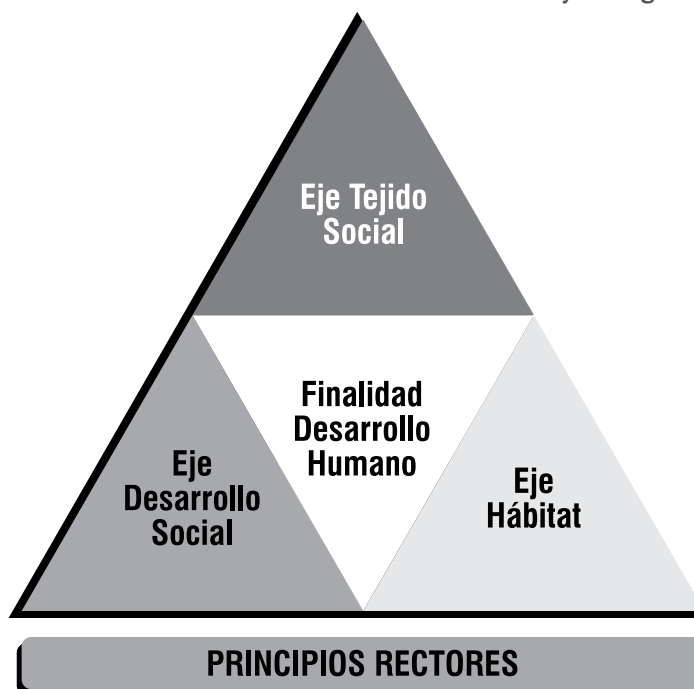 Eje Tejido
Social
Finalidad
Desarrollo
Humano
Eje
Desarrollo
Social
Eje
Hábitat
PRINCIPIOS RECTORES